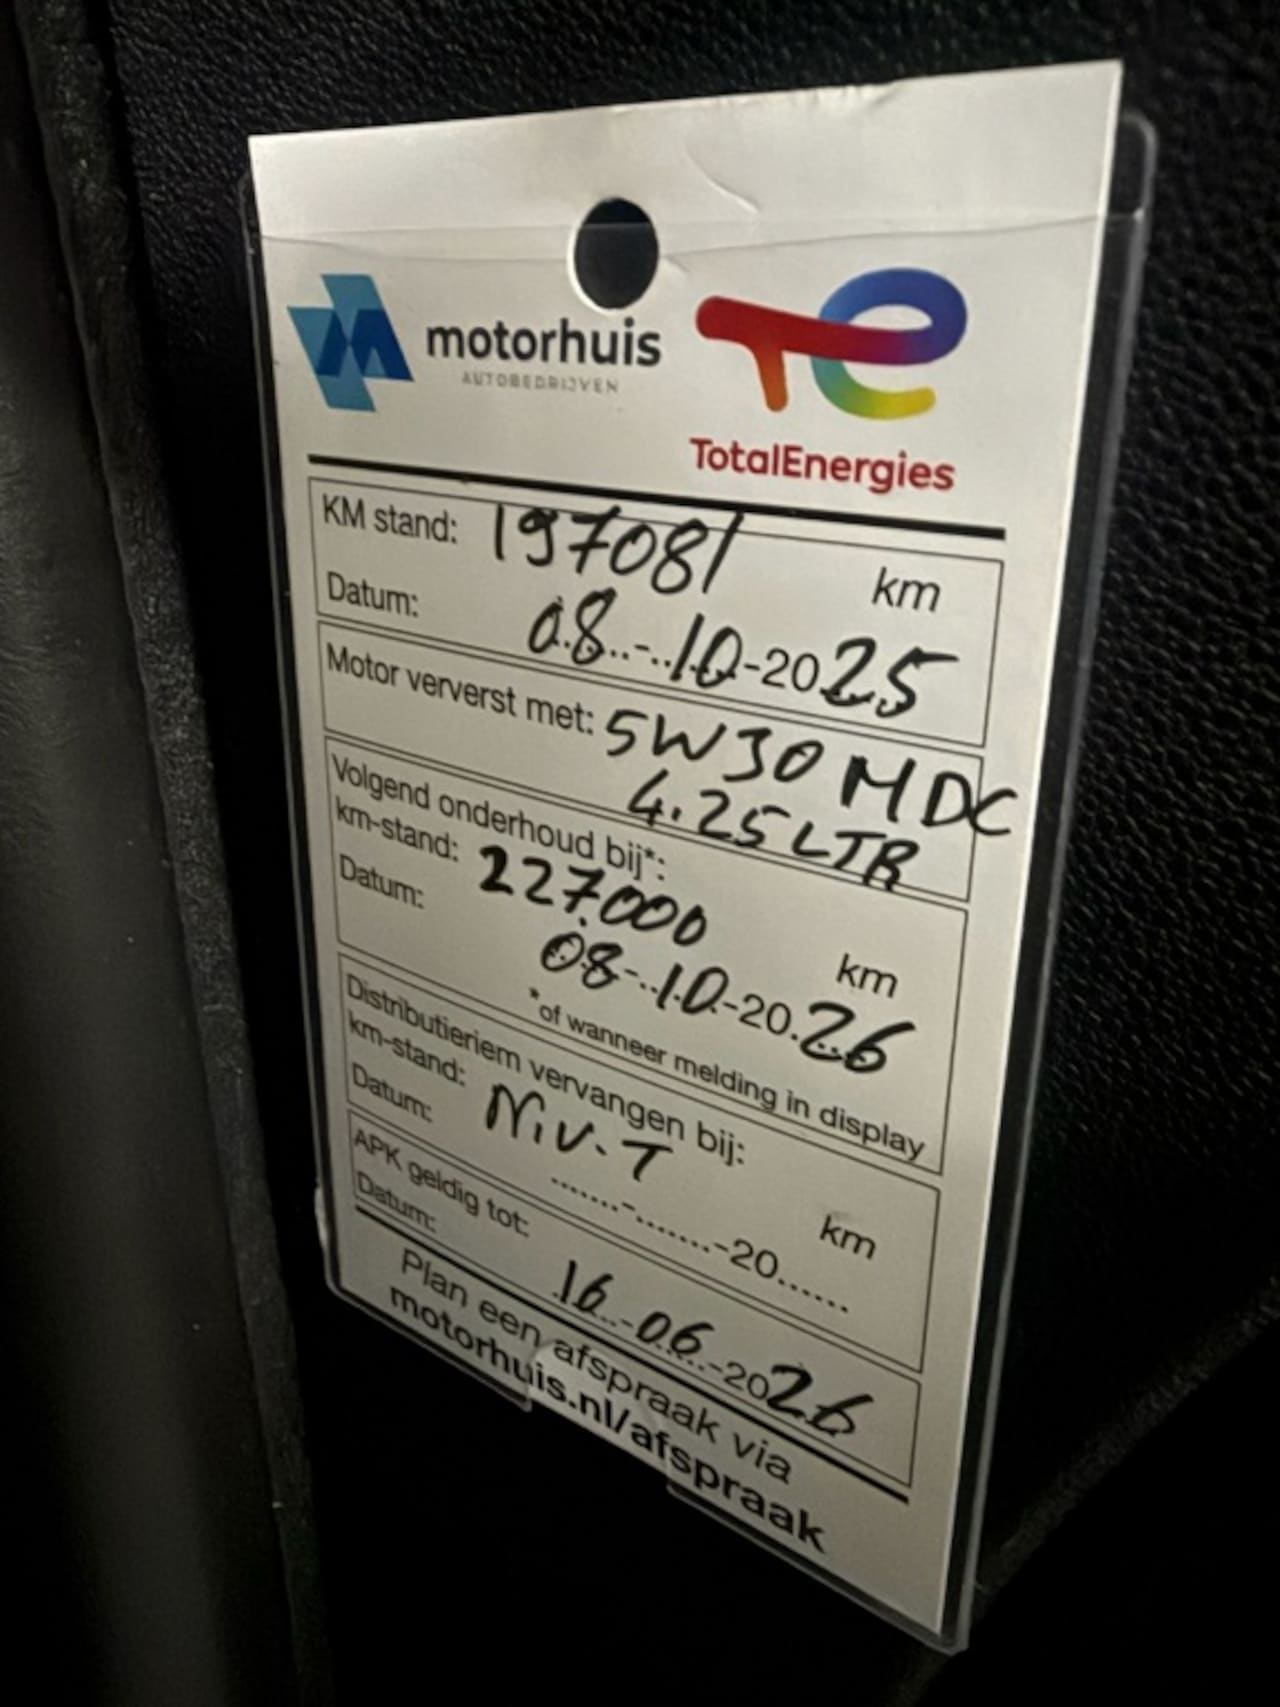 motorhuis
AUTOBEDRIJVEN
TotalEnergies
KM stand: 197081 km
Datum: 08-10-2025
Motor ververst met: 5W30 MDC
4.25 LTR
Volgend onderhoud bij*:
km-stand: 227.000 km
Datum: 08-10-2026
*of wanneer melding in display
Distributieriem vervangen bij:
km-stand: N.V.T km
Datum: .......-.......-20......
APK geldig tot:
Datum: 16-06-2026
Plan een afspraak via
motorhuis.nl/afspraak